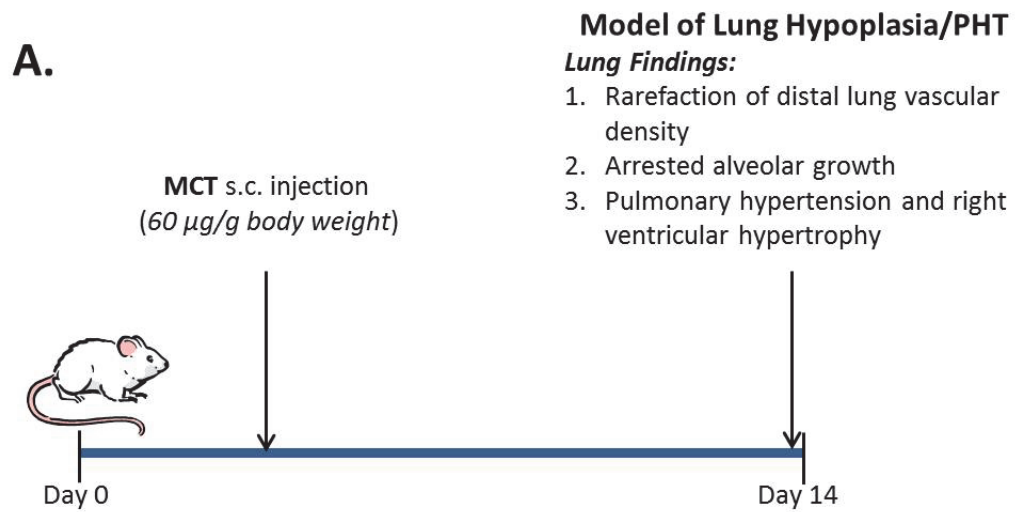 A.
MCT s.c. injection
(60 µg/g body weight)
Model of Lung Hypoplasia/PHT
Lung Findings:
1. Rarefaction of distal lung vascular
density
2. Arrested alveolar growth
3. Pulmonary hypertension and right
ventricular hypertrophy
Day 0
Day 14